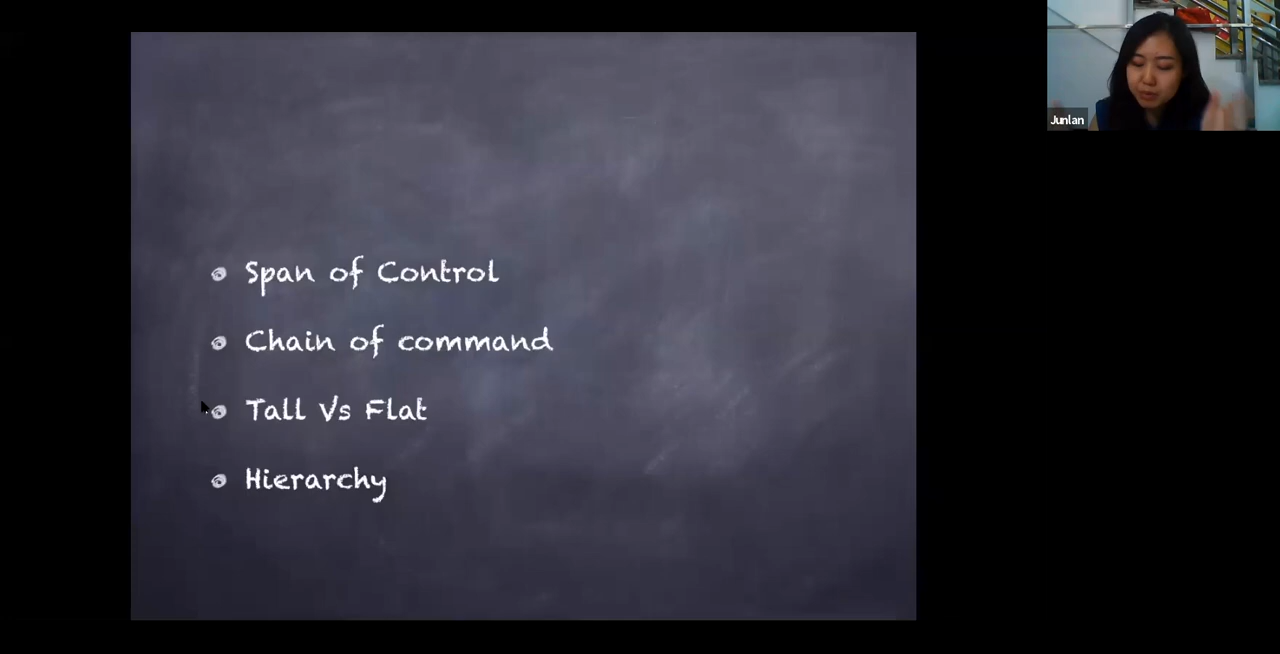 Span of Control
Chain of command
Tall Vs Flat
Hierarchy
Junlan